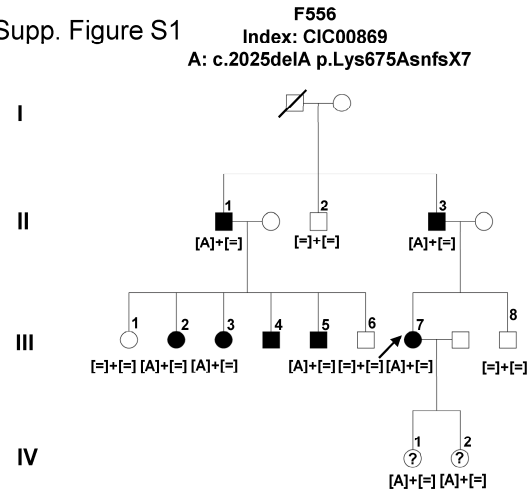 Supp. Figure S1
F556
Index: CIC00869
A: c.2025delA p.Lys675AsnfsX7
I
II
1 2 3
[A]+[=] [=]+[=] [A]+[=]
III
1 2 3 4 5 6 7 8
[=]+[=] [A]+[=] [A]+[=] [A]+[=] [=]+[=] [A]+[=] [=]+[=]
IV
1 2
? ?
[A]+[=] [A]+[=]